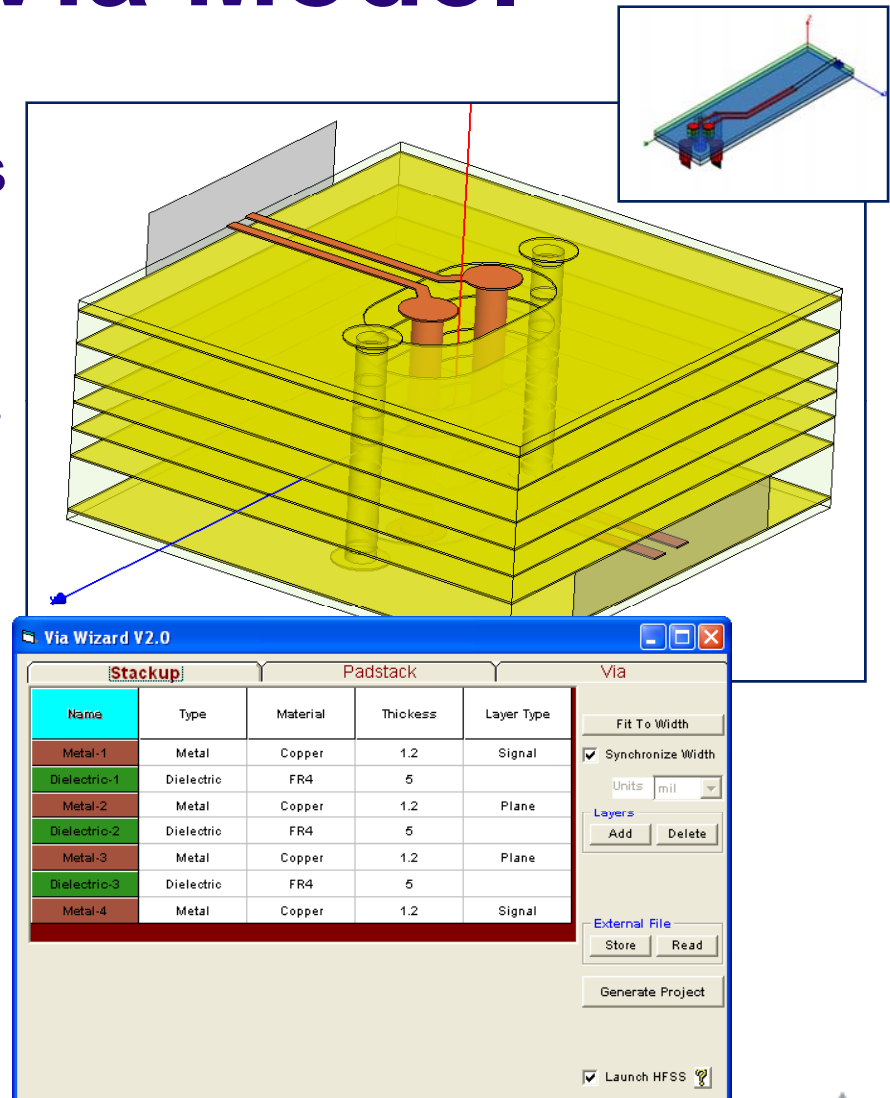 Via Model
s
Via Wizard V2.0
Stackup
Padstack
Via
Name Type Material Thickess Layer Type
Metal-1 Metal Copper 1.2 Signal
Dielectric-1 Dielectric FR4 5
Metal-2 Metal Copper 1.2 Plane
Dielectric-2 Dielectric FR4 5
Metal-3 Metal Copper 1.2 Plane
Dielectric-3 Dielectric FR4 5
Metal-4 Metal Copper 1.2 Signal
Fit To Width
Synchronize Width
Units mil
Layers
Add Delete
External File
Store Read
Generate Project
Launch HFSS ?